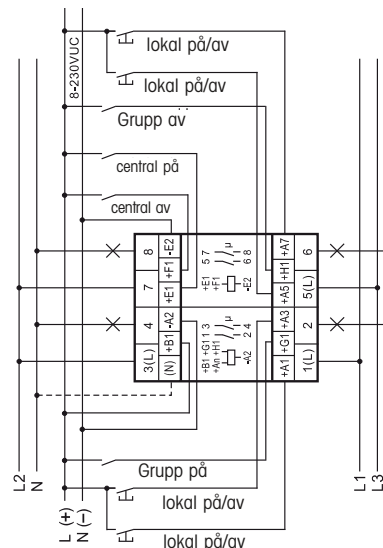 8-230VUC
lokal på/av
lokal på/av
Grupp av
central på
central av
8
7
4
3(L)
-E2
+F1
+E1
-A2
+B1
(N)
5 7
µ
6 8
+E1
+F1
-E2
1 3
µ
2 4
+B1 +G1
+An +H1
-A2
+A7
+H1
+A5
+A3
+G1
+A1
6
5(L)
2
1(L)
Grupp på
lokal på/av
lokal på/av
L2
N
L (+)
N (−)
L1
L3